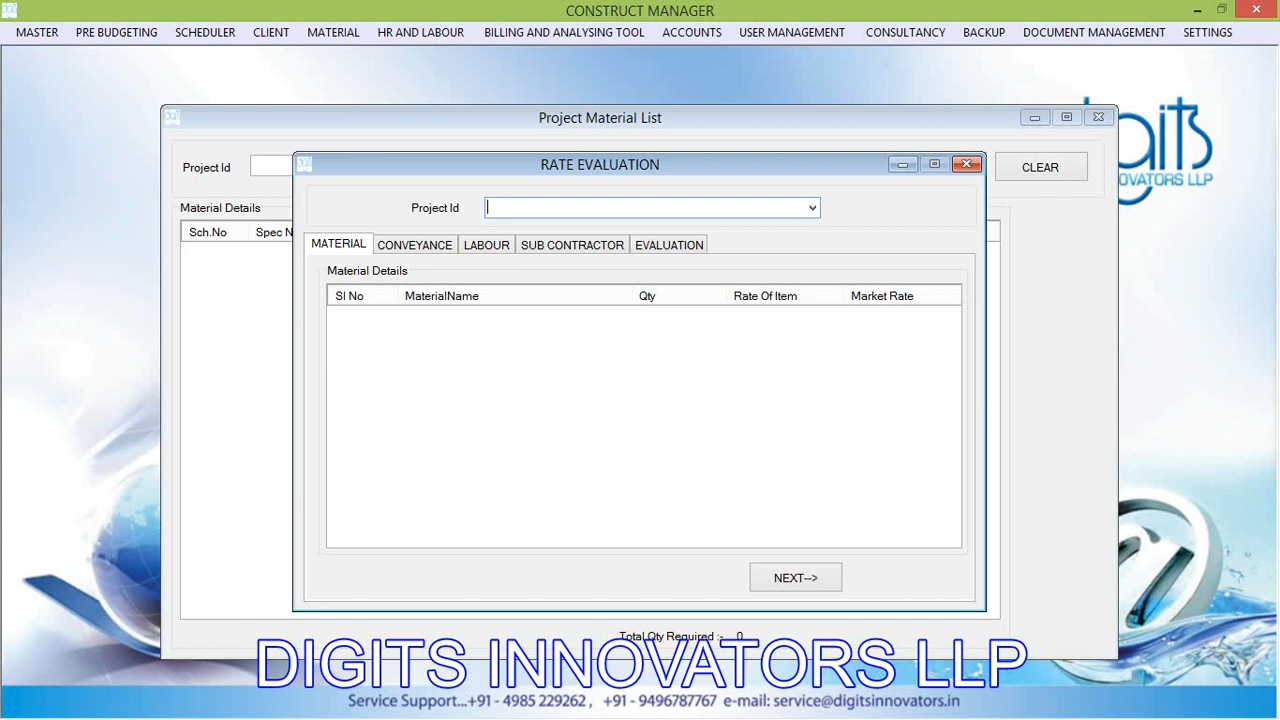 CONSTRUCT MANAGER
MASTER PRE BUDGETING SCHEDULER CLIENT MATERIAL HR AND LABOUR BILLING AND ANALYSING TOOL ACCOUNTS USER MANAGEMENT CONSULTANCY BACKUP DOCUMENT MANAGEMENT SETTINGS
Project Material List
Project Id
CLEAR
Material Details
Sch.No Spec N
RATE EVALUATION
Project Id
MATERIAL CONVEYANCE LABOUR SUB CONTRACTOR EVALUATION
Material Details
Sl No MaterialName Qty Rate Of Item Market Rate
NEXT-->
Total Qty Required :- 0
DIGITS INNOVATORS LLP
Service Support...+91 - 4985 229262 , +91 - 9496787767 e-mail: service@digitsinnovators.in